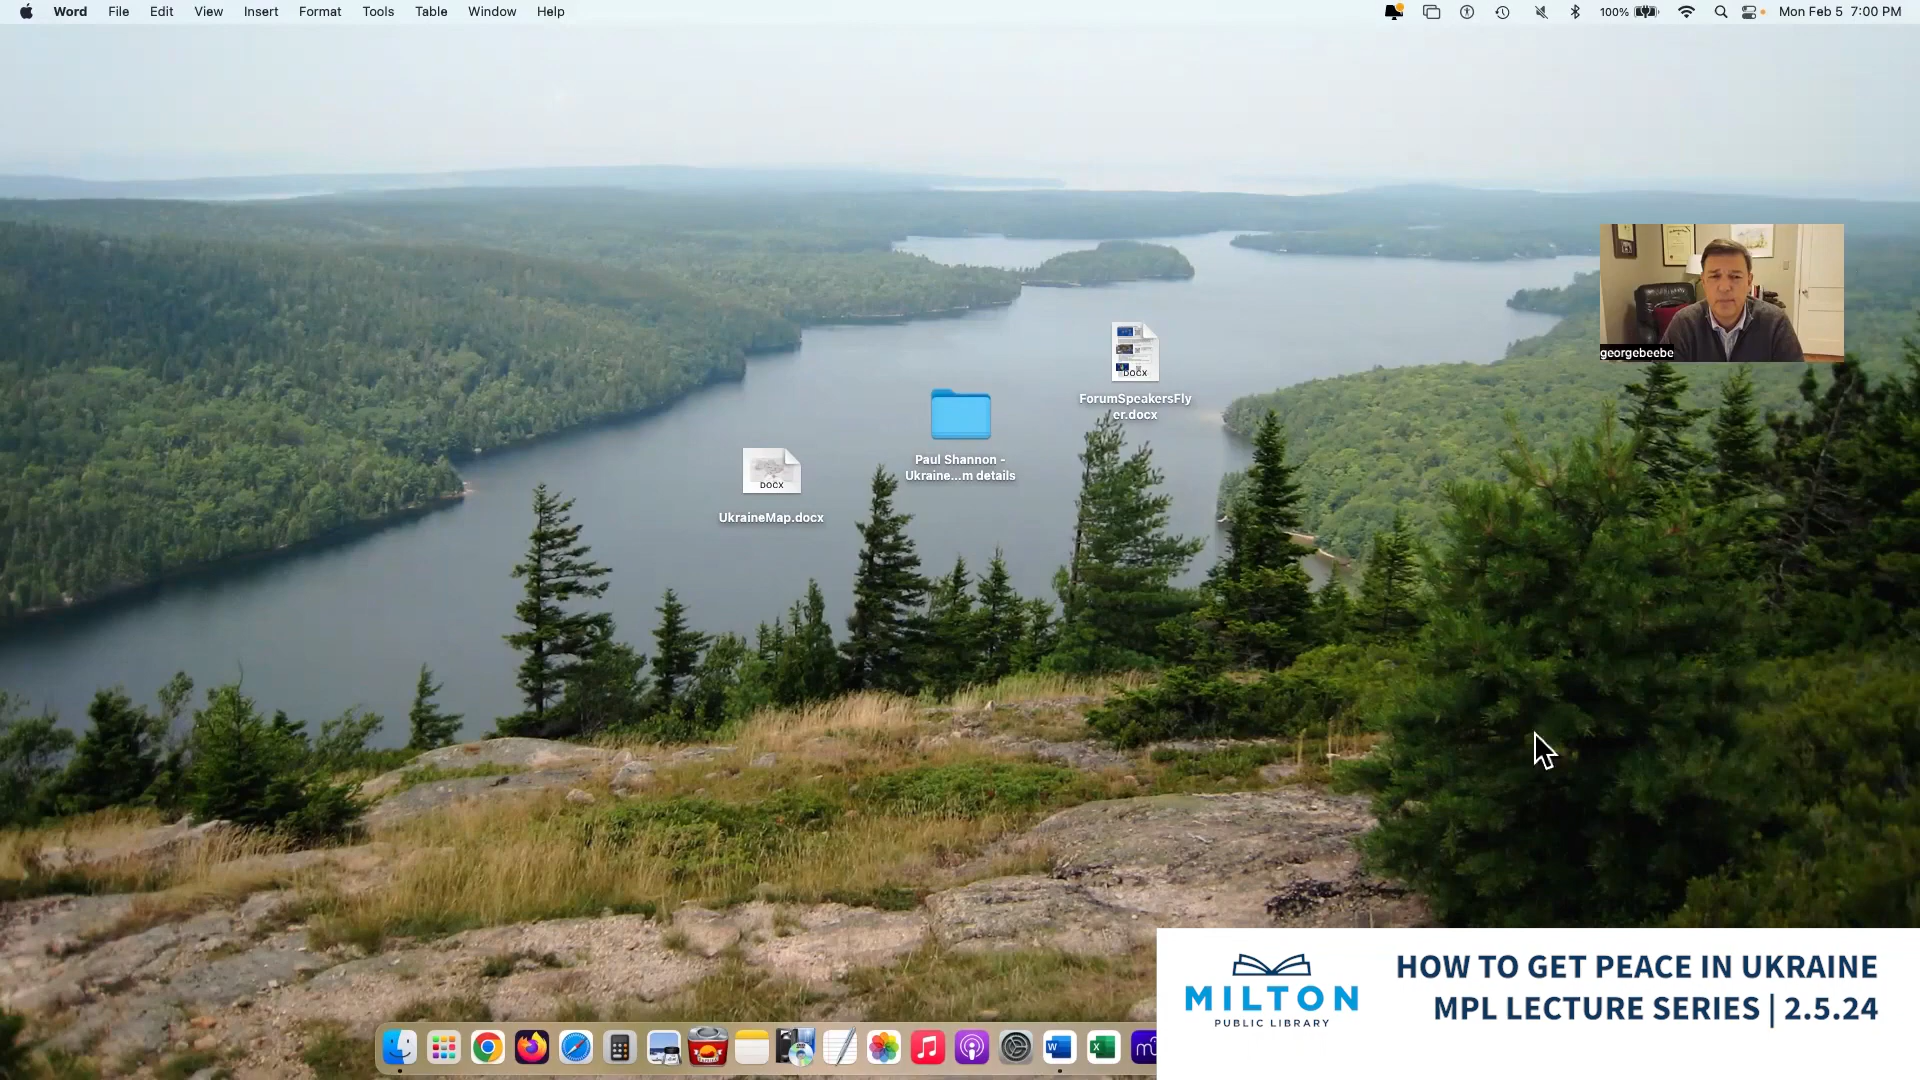 Word File Edit View Insert Format Tools Table Window Help
100%
Mon Feb 5 7:00 PM
georgebeebe
DOCX
ForumSpeakersFly
er.docx
Paul Shannon -
Ukraine...m details
DOCX
UkraineMap.docx
MILTON
PUBLIC LIBRARY
HOW TO GET PEACE IN UKRAINE
MPL LECTURE SERIES | 2.5.24